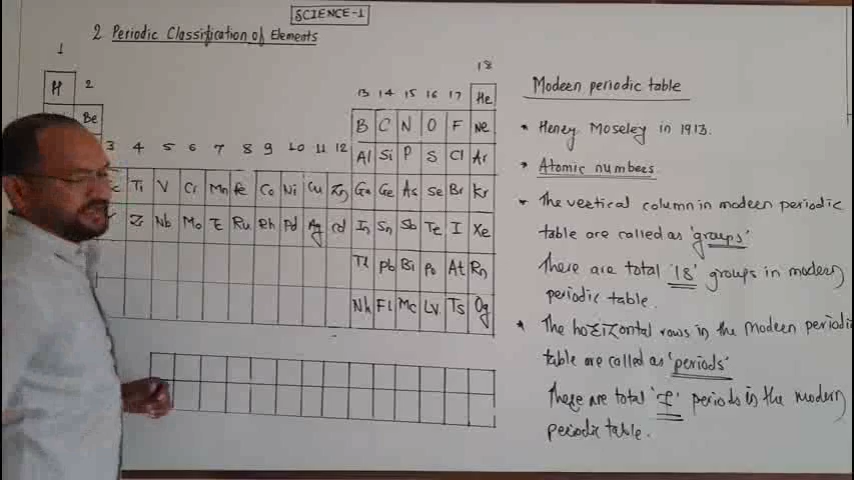 SCIENCE-1
2 Periodic Classification of Elements
1
18
H 2
13 14 15 16 17 He
Be
B C N O F Ne
3 4 5 6 7 8 9 10 11 12 Al Si P S Cl Ar
Ti V Cr Mn Fe Co Ni Cu Zn Ga Ge As Se Br Kr
Zr Nb Mo Tc Ru Rh Pd Ag Cd In Sn Sb Te I Xe
Tl Pb Bi Po At Rn
Nh Fl Mc Lv Ts Og
Modern periodic table
• Henry Moseley in 1913.
• Atomic numbers
• The vertical column in modern periodic
table are called as 'groups'
There are total '18' groups in modern
periodic table.
• The horizontal rows in the modern periodic
table are called as 'periods'
There are total '7' periods in the modern
periodic table.